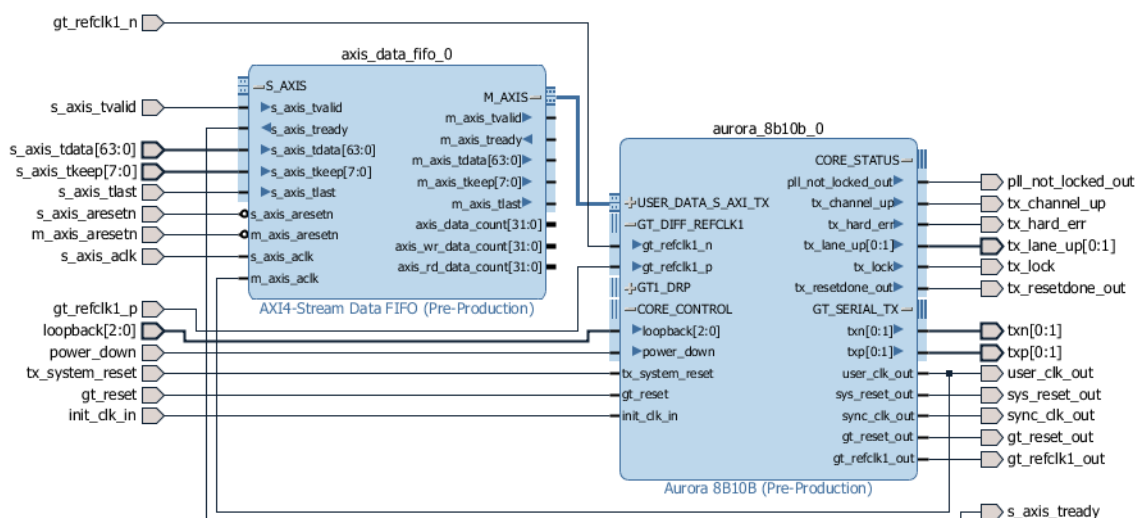 gt_refclk1_n
s_axis_tvalid
s_axis_tdata[63:0]
s_axis_tkeep[7:0]
s_axis_tlast
s_axis_aresetn
m_axis_aresetn
s_axis_aclk
gt_refclk1_p
loopback[2:0]
power_down
tx_system_reset
gt_reset
init_clk_in
axis_data_fifo_0
S_AXIS
s_axis_tvalid
s_axis_tready
s_axis_tdata[63:0]
s_axis_tkeep[7:0]
s_axis_tlast
s_axis_aresetn
m_axis_aresetn
s_axis_aclk
m_axis_aclk
M_AXIS
m_axis_tvalid
m_axis_tready
m_axis_tdata[63:0]
m_axis_tkeep[7:0]
m_axis_tlast
axis_data_count[31:0]
axis_wr_data_count[31:0]
axis_rd_data_count[31:0]
AXI4-Stream Data FIFO (Pre-Production)
aurora_8b10b_0
USER_DATA_S_AXI_TX
GT_DIFF_REFCLK1
gt_refclk1_n
gt_refclk1_p
GT1_DRP
CORE_CONTROL
loopback[2:0]
power_down
tx_system_reset
gt_reset
init_clk_in
CORE_STATUS
pll_not_locked_out
tx_channel_up
tx_hard_err
tx_lane_up[0:1]
tx_lock
tx_resetdone_out
GT_SERIAL_TX
txn[0:1]
txp[0:1]
user_clk_out
sys_reset_out
sync_clk_out
gt_reset_out
gt_refclk1_out
Aurora 8B10B (Pre-Production)
pll_not_locked_out
tx_channel_up
tx_hard_err
tx_lane_up[0:1]
tx_lock
tx_resetdone_out
txn[0:1]
txp[0:1]
user_clk_out
sys_reset_out
sync_clk_out
gt_reset_out
gt_refclk1_out
s_axis_tready